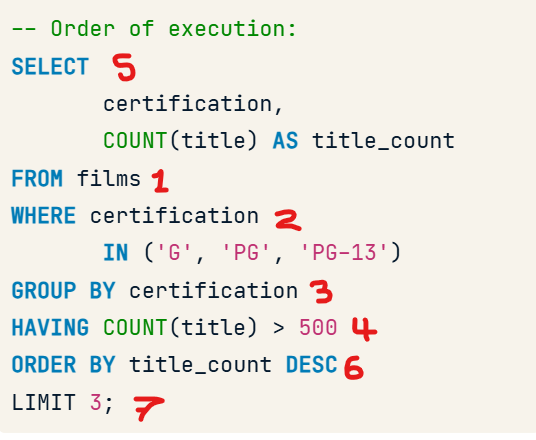 -- Order of execution:
SELECT 5
certification,
COUNT(title) AS title_count
FROM films 1
WHERE certification 2
IN ('G', 'PG', 'PG-13')
GROUP BY certification 3
HAVING COUNT(title) > 500 4
ORDER BY title_count DESC 6
LIMIT 3; 7